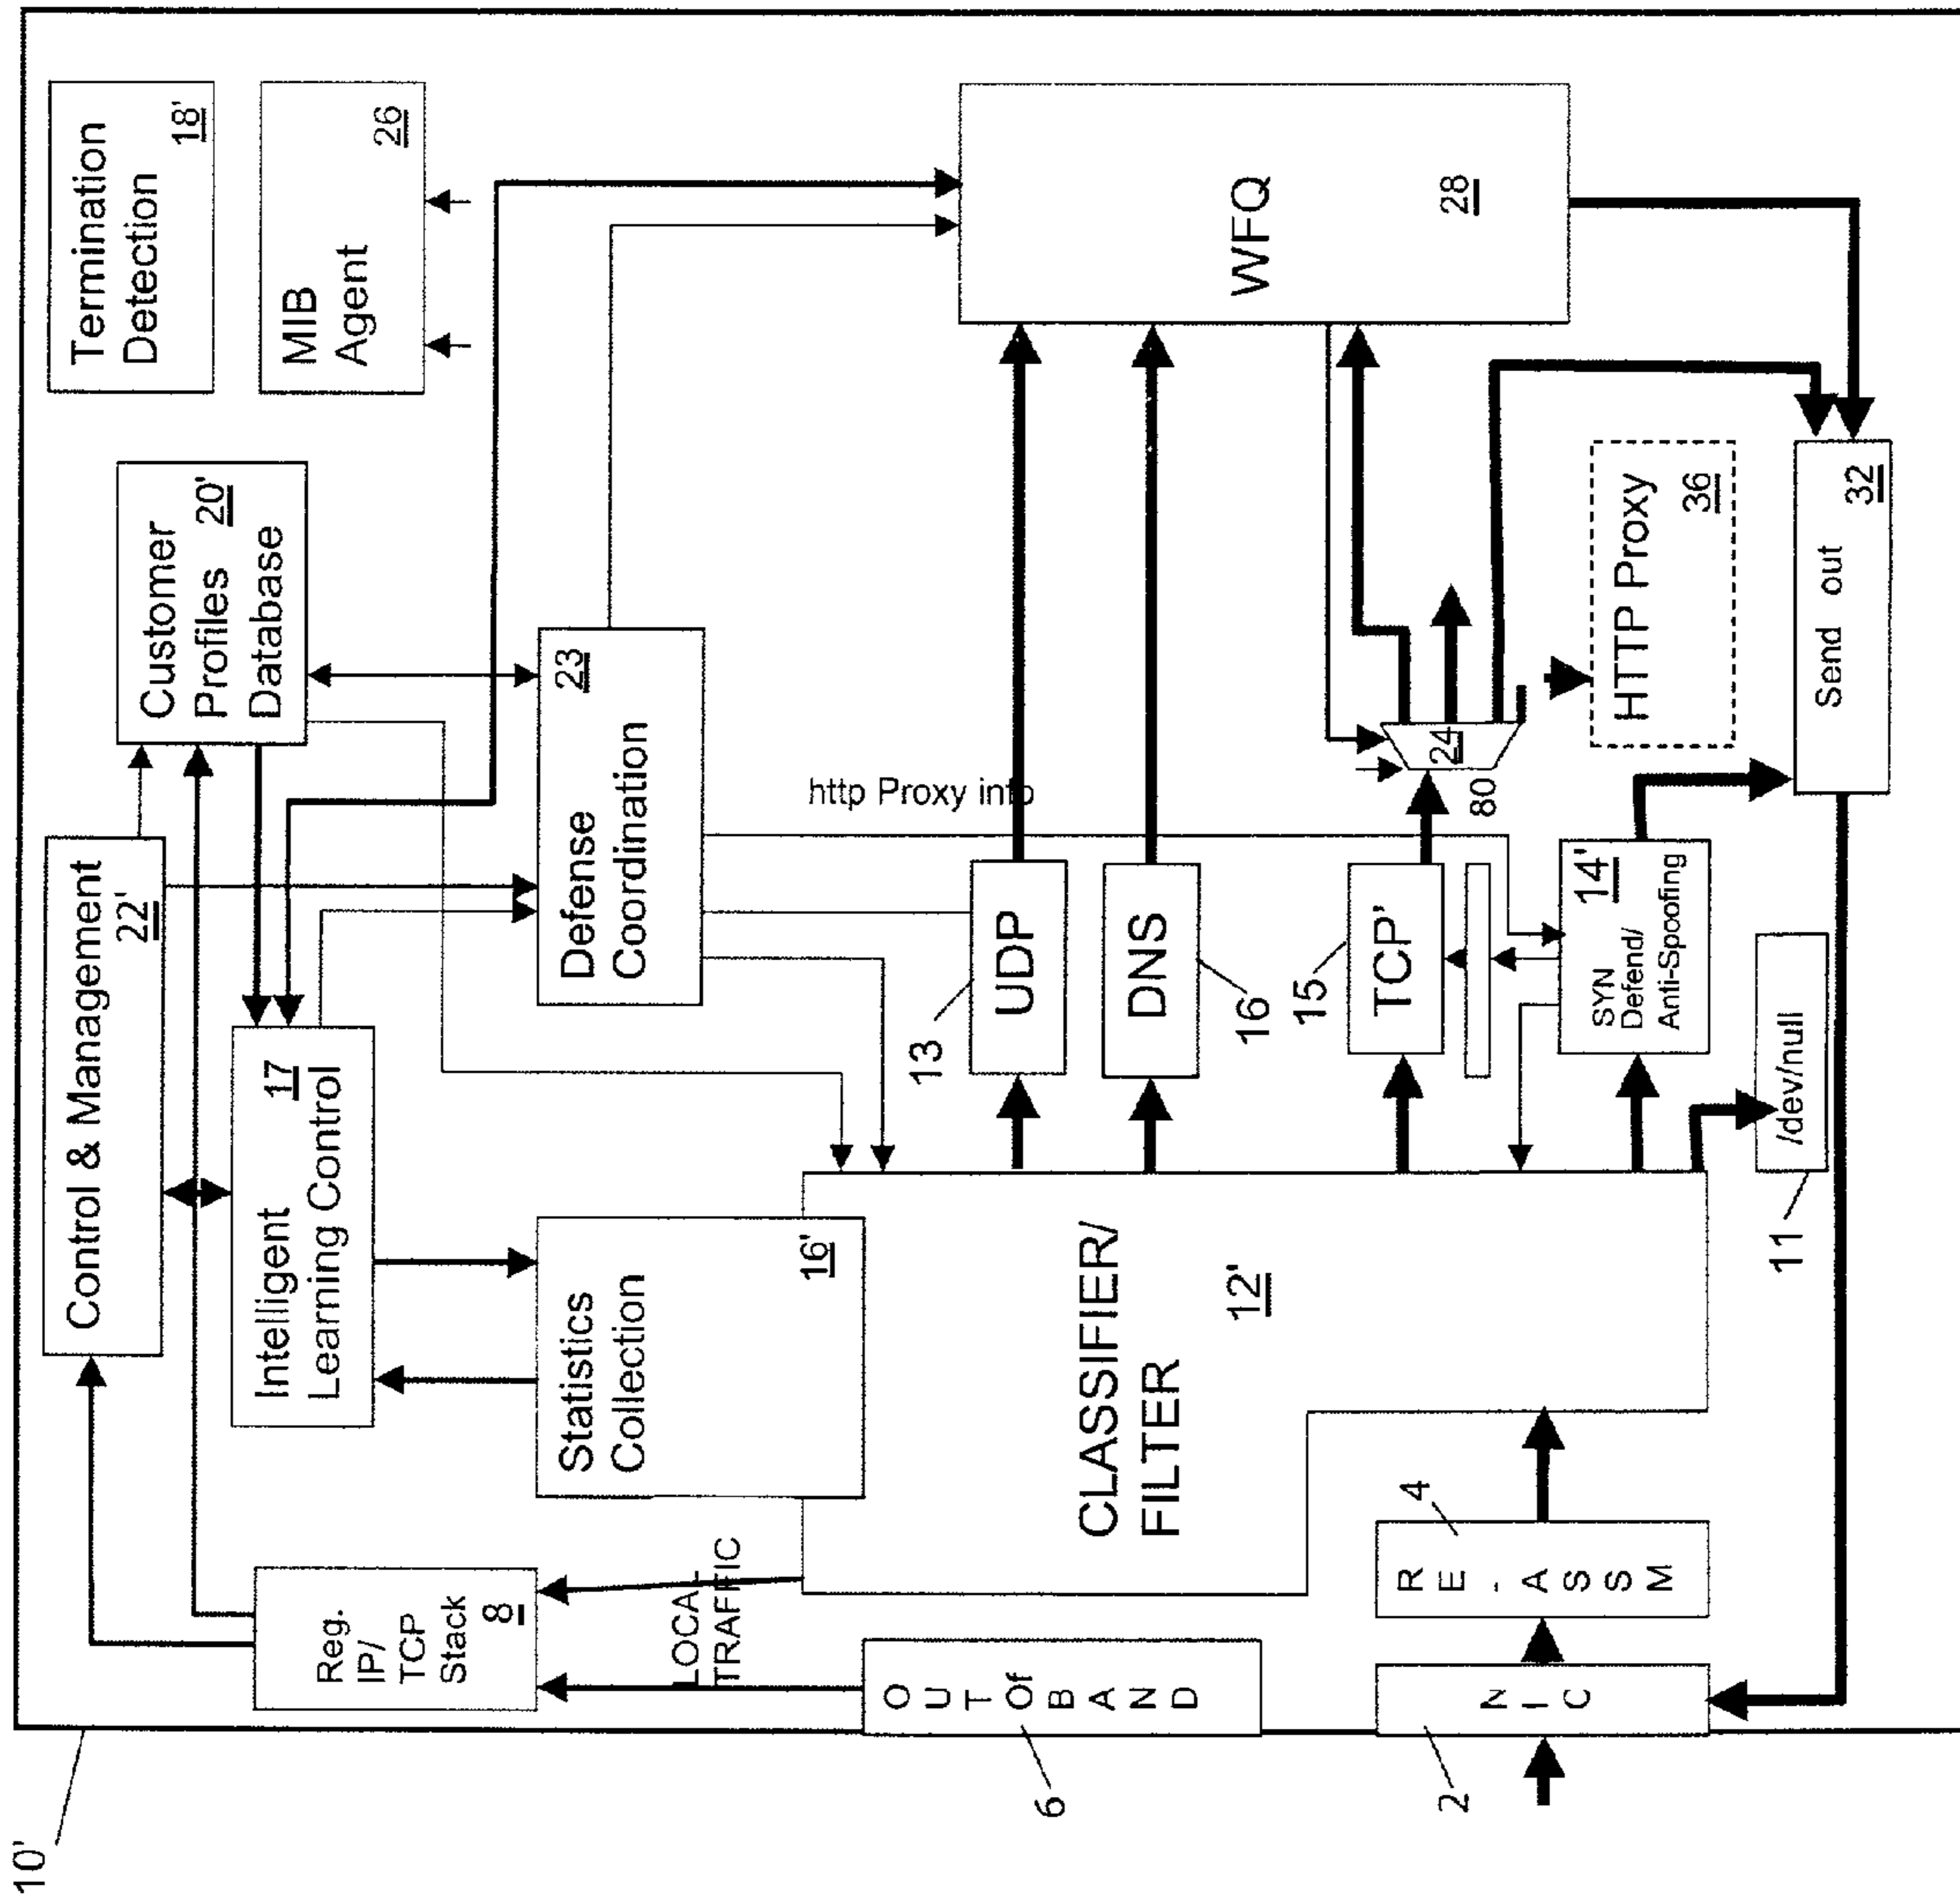 10'
Control & Management
22'
Termination
Detection
18'
MIB
Agent
26
Customer
Profiles 20'
Database
Intelligent
Learning Control
17
Reg.
IP/
TCP
Stack
8
Statistics
Collection
16'
Defense
Coordination
23
LOCAL
TRAFFIC
http Proxy info
OUT Of BAND
6
CLASSIFIER/
FILTER
12'
13
UDP
DNS
16
15
TCP'
24
80
WFQ
28
NIC
2
RE-ASSM
4
SYN
Defend/
Anti-Spoofing
14'
HTTP Proxy
36
/dev/null
11
Send out
32